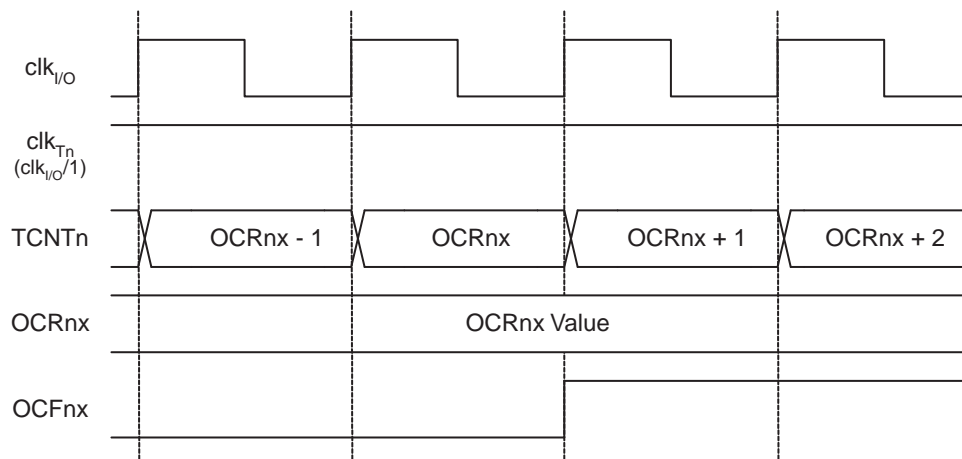 clkI/O
clkTn
(clkI/O/1)
TCNTn OCRnx - 1 OCRnx OCRnx + 1 OCRnx + 2
OCRnx OCRnx Value
OCFnx